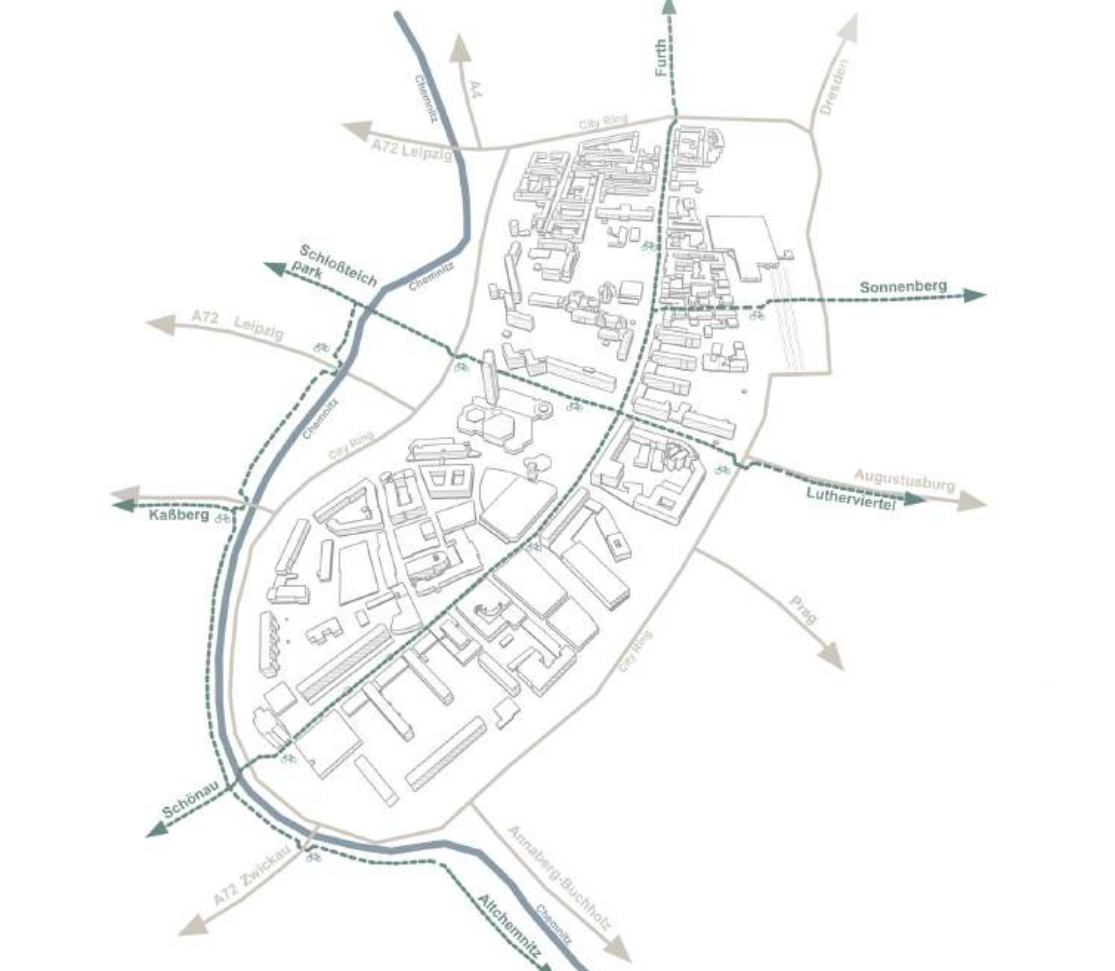 Furth
Dresden
Chemnitz
A4
City Ring
A72 Leipzig
Schloßteich
park
Chemnitz
Sonnenberg
A72 Leipzig
Chemnitz
City Ring
Augustusburg
Lutherviertel
Kaßberg
Prag
City Ring
Schönau
A72 Zwickau
Annaberg-Buchholz
Altchemnitz
Chemnitz